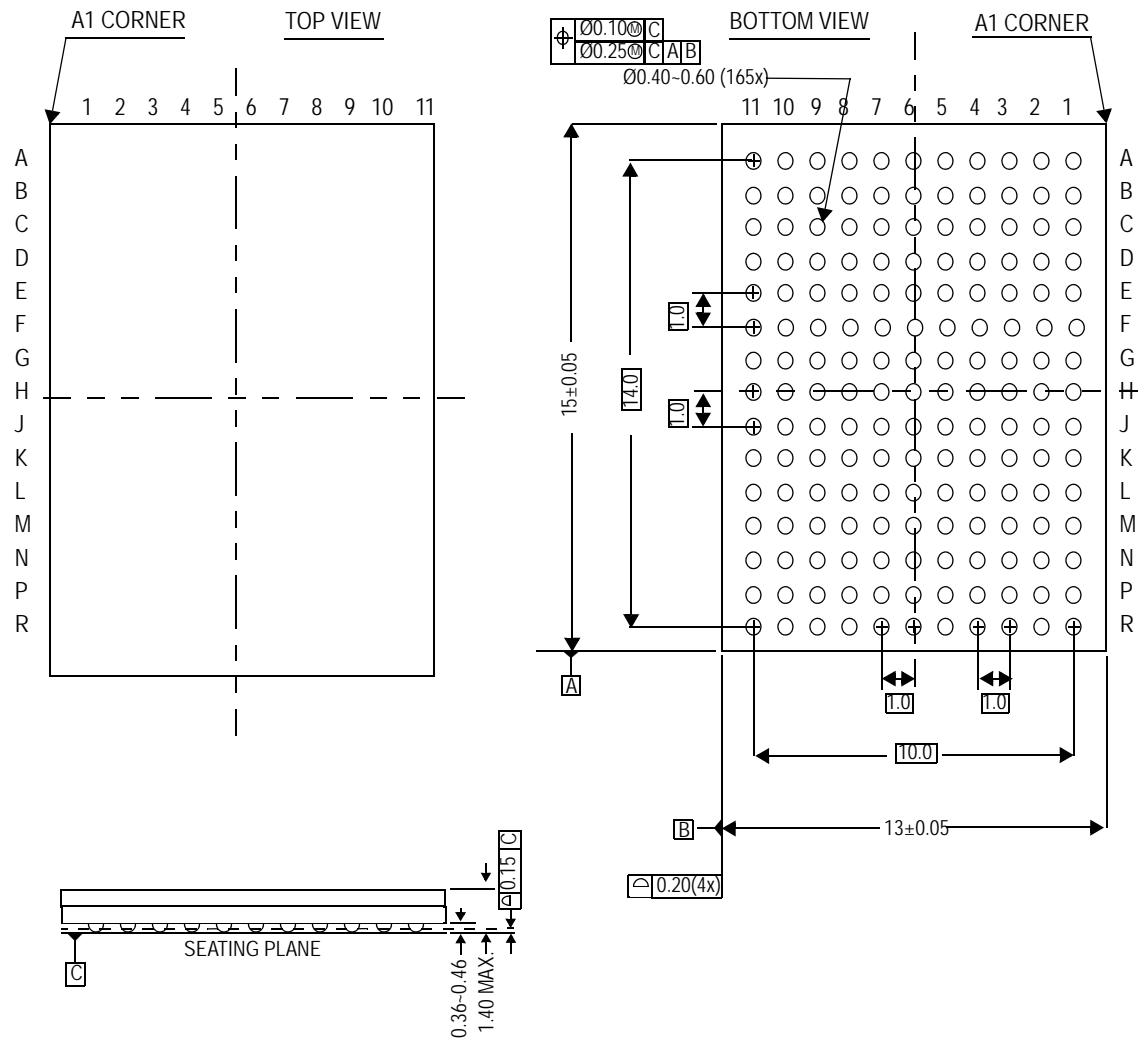 A1 CORNER
TOP VIEW
1 2 3 4 5 6 7 8 9 10 11
A
B
C
D
E
F
G
H
J
K
L
M
N
P
R
Ø0.10Ⓜ C
Ø0.25Ⓜ C A B
Ø0.40~0.60 (165x)
BOTTOM VIEW
A1 CORNER
11 10 9 8 7 6 5 4 3 2 1
A
B
C
D
E
F
G
H
J
K
L
M
N
P
R
1.0
1.0
14.0
15±0.05
A
1.0
1.0
10.0
B
13±0.05
0.20(4x)
0.15 C
SEATING PLANE
C
0.36~0.46
1.40 MAX.